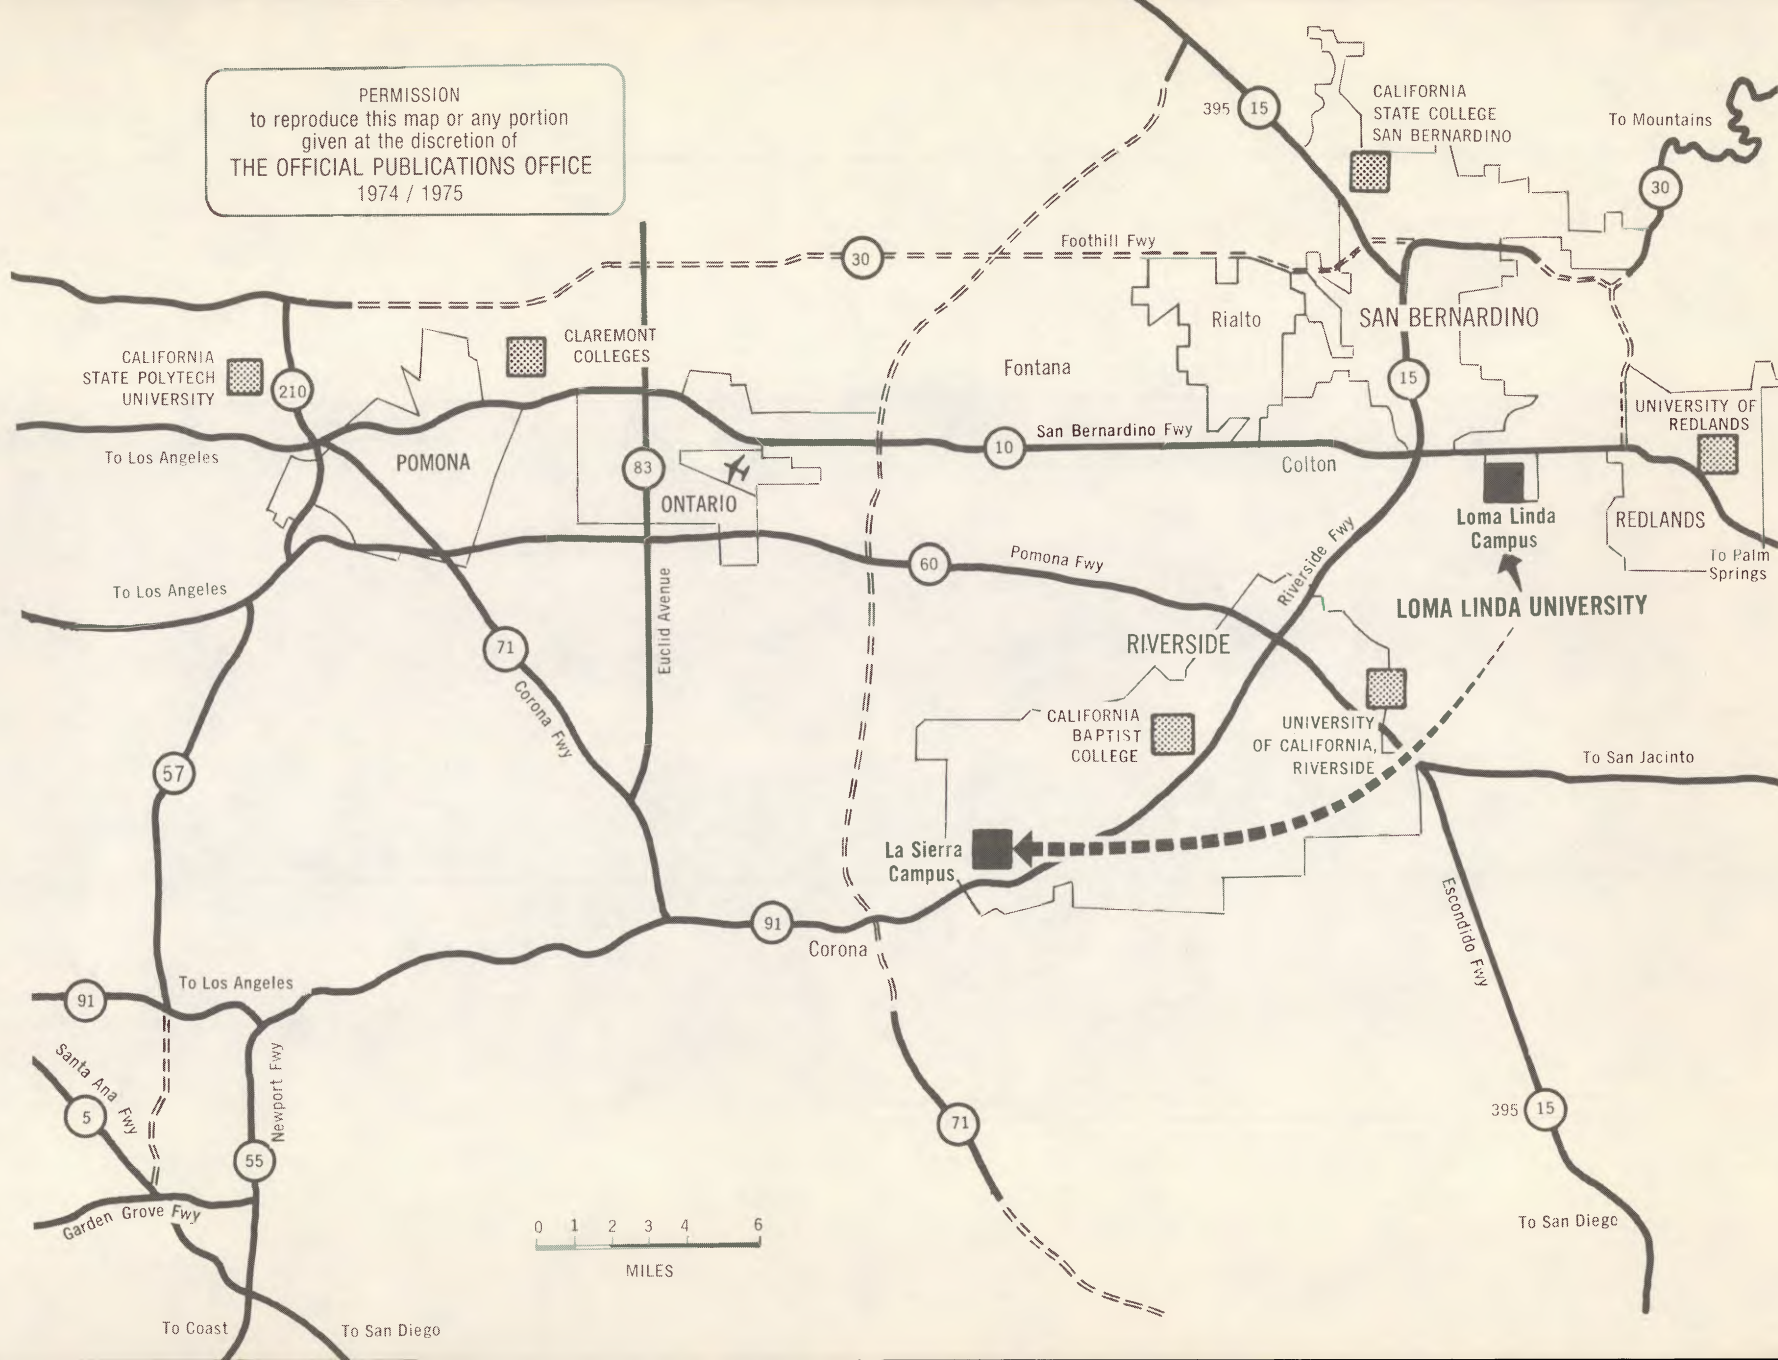 PERMISSION
to reproduce this map or any portion
given at the discretion of
THE OFFICIAL PUBLICATIONS OFFICE
1974 / 1975
395
15
CALIFORNIA
STATE COLLEGE
SAN BERNARDINO
To Mountains
30
30
Foothill Fwy
Rialto
SAN BERNARDINO
CLAREMONT
COLLEGES
CALIFORNIA
STATE POLYTECH
UNIVERSITY
210
Fontana
15
UNIVERSITY OF
REDLANDS
To Los Angeles
POMONA
83
ONTARIO
10
San Bernardino Fwy
Colton
Loma Linda
Campus
REDLANDS
To Palm
Springs
To Los Angeles
60
Pomona Fwy
Riverside Fwy
LOMA LINDA UNIVERSITY
Euclid Avenue
71
Corona Fwy
RIVERSIDE
57
CALIFORNIA
BAPTIST
COLLEGE
UNIVERSITY
OF CALIFORNIA,
RIVERSIDE
To San Jacinto
La Sierra
Campus
91
Corona
Escondido Fwy
91
To Los Angeles
Santa Ana Fwy
5
Newport Fwy
55
71
395
15
Garden Grove Fwy
To San Diego
0 1 2 3 4 6
MILES
To Coast
To San Diego